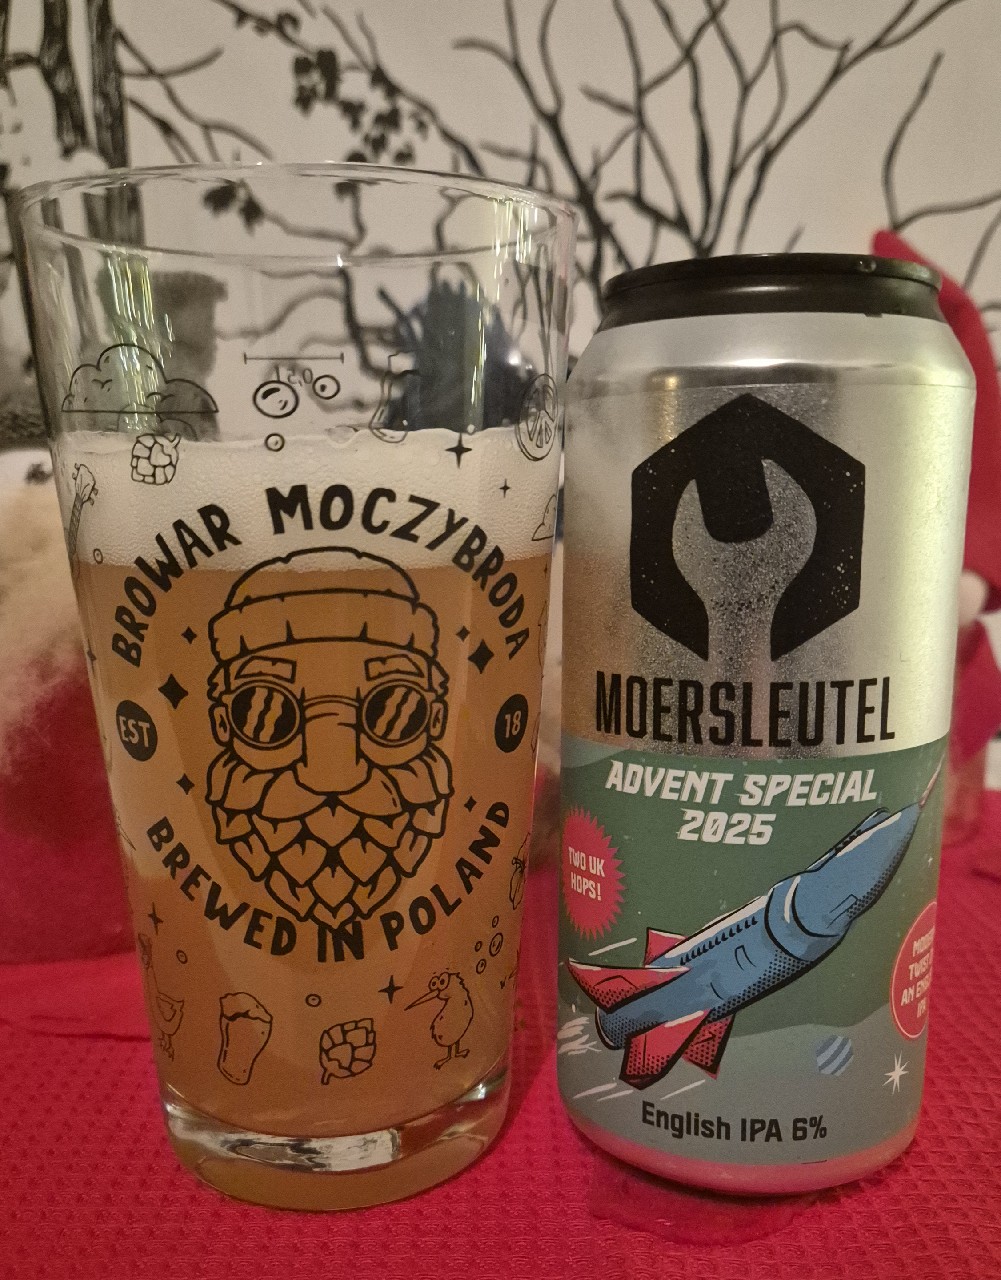 BROWAR MOCZYBRODA
EST 18
BREWED IN POLAND
MOERSLEUTEL
ADVENT SPECIAL
2025
TWO UK
HOPS!
English IPA 6%